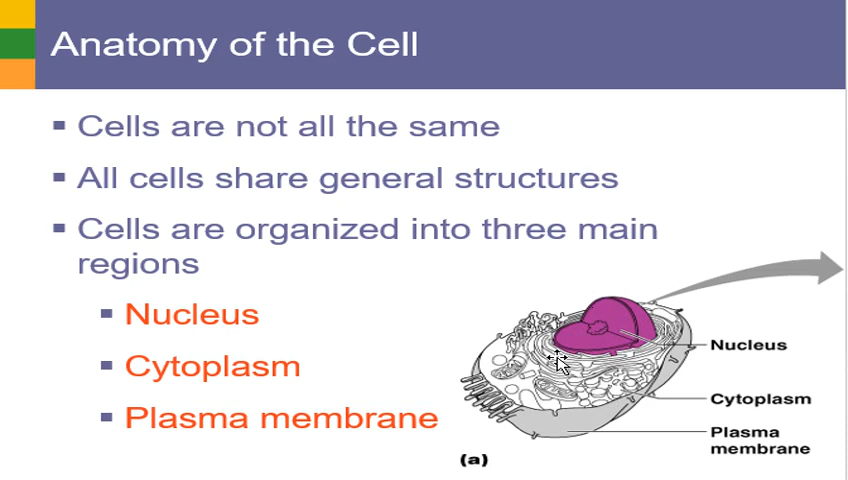 Anatomy of the Cell
Cells are not all the same
All cells share general structures
Cells are organized into three main
regions
Nucleus
Cytoplasm
Plasma membrane
Nucleus
Cytoplasm
Plasma
membrane
(a)